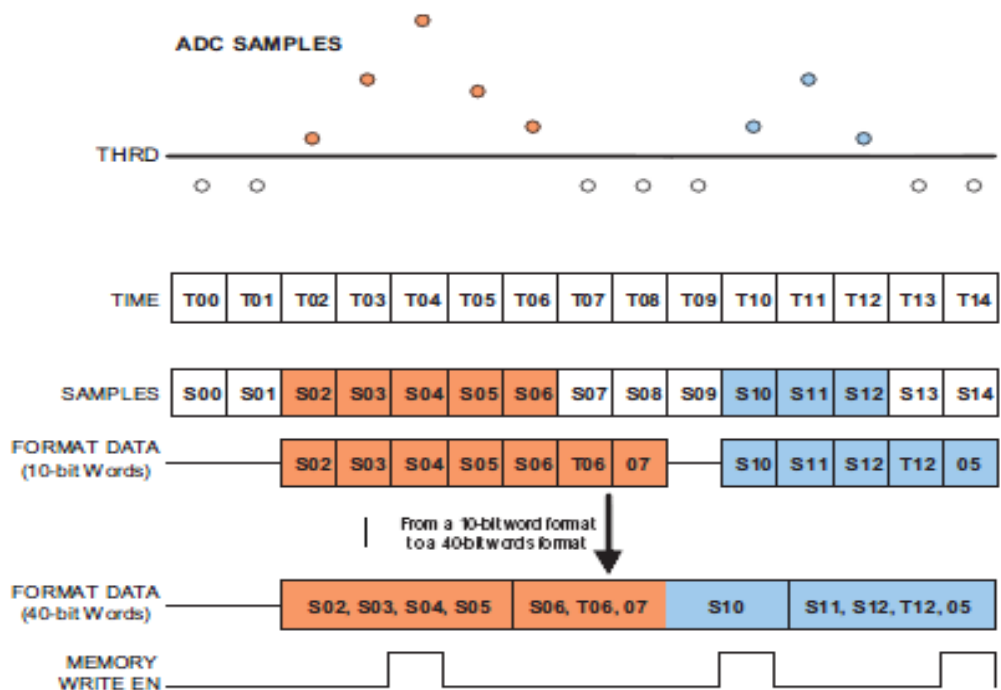 ADC SAMPLES
THRD
TIME T00 T01 T02 T03 T04 T05 T06 T07 T08 T09 T10 T11 T12 T13 T14
SAMPLES S00 S01 S02 S03 S04 S05 S06 S07 S08 S09 S10 S11 S12 S13 S14
FORMAT DATA
(10-bit Words)
S02 S03 S04 S05 S06 T06 07 S10 S11 S12 T12 05
From a 10-bit word format
to a 40-bit words format
FORMAT DATA
(40-bit Words)
S02, S03, S04, S05 S06, T06, 07 S10 S11, S12, T12, 05
MEMORY
WRITE EN